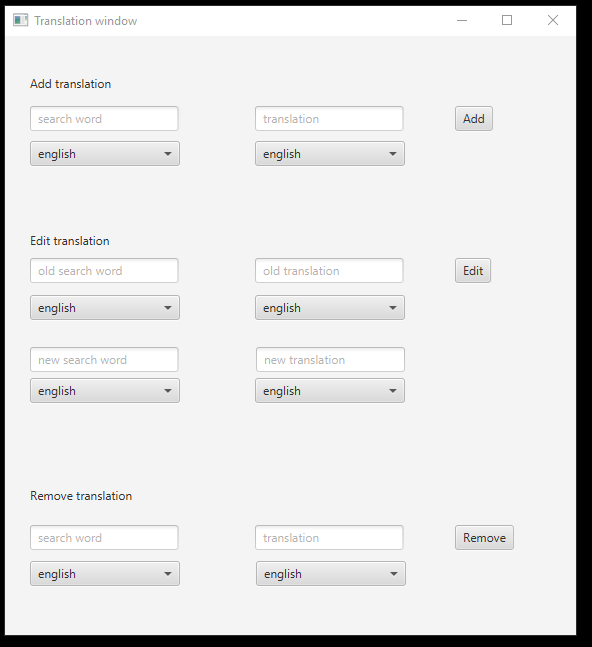 Translation window
Add translation
search word translation Add
english english
Edit translation
old search word old translation Edit
english english
new search word new translation
english english
Remove translation
search word translation Remove
english english